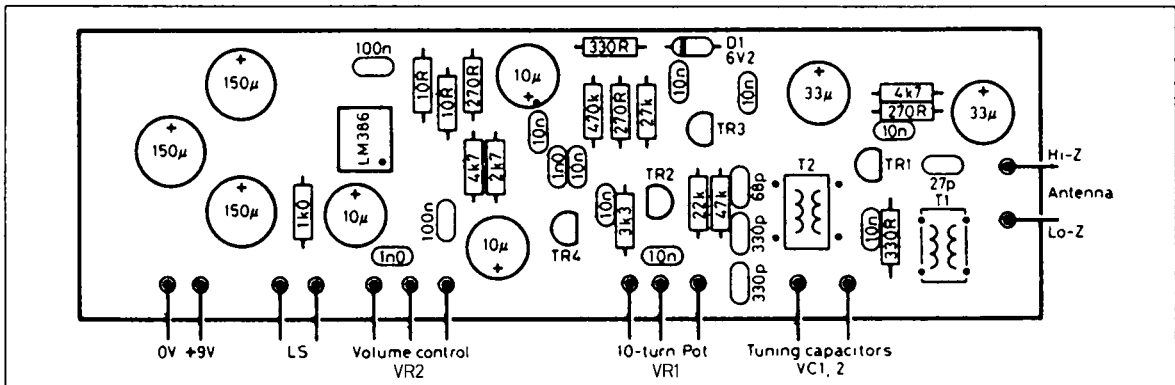 100n
150µ
150µ
150µ
LM386
1k0
10µ
10R
10R
270R
10µ
4k7
2k7
100n
1n0
10µ
10n
1n0
10n
TR4
330R
D1
6V2
10n
10n
470k
270R
27k
TR3
TR2
10n
3k3
10n
22k
47k
68p
330p
330p
33µ
T2
4k7
270R
10n
33µ
TR1
27p
T1
10n
330R
Hi-Z
Antenna
Lo-Z
0V +9V
LS
Volume control
VR2
10-turn Pot
VR1
Tuning capacitors
VC1, 2